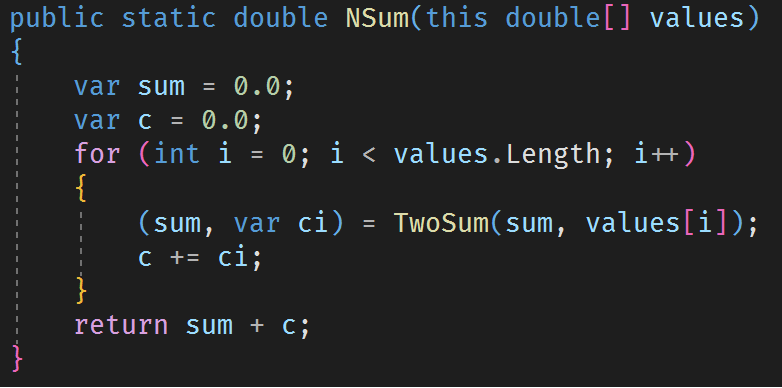 public static double NSum(this double[] values)
{
    var sum = 0.0;
    var c = 0.0;
    for (int i = 0; i < values.Length; i++)
    {
        (sum, var ci) = TwoSum(sum, values[i]);
        c += ci;
    }
    return sum + c;
}